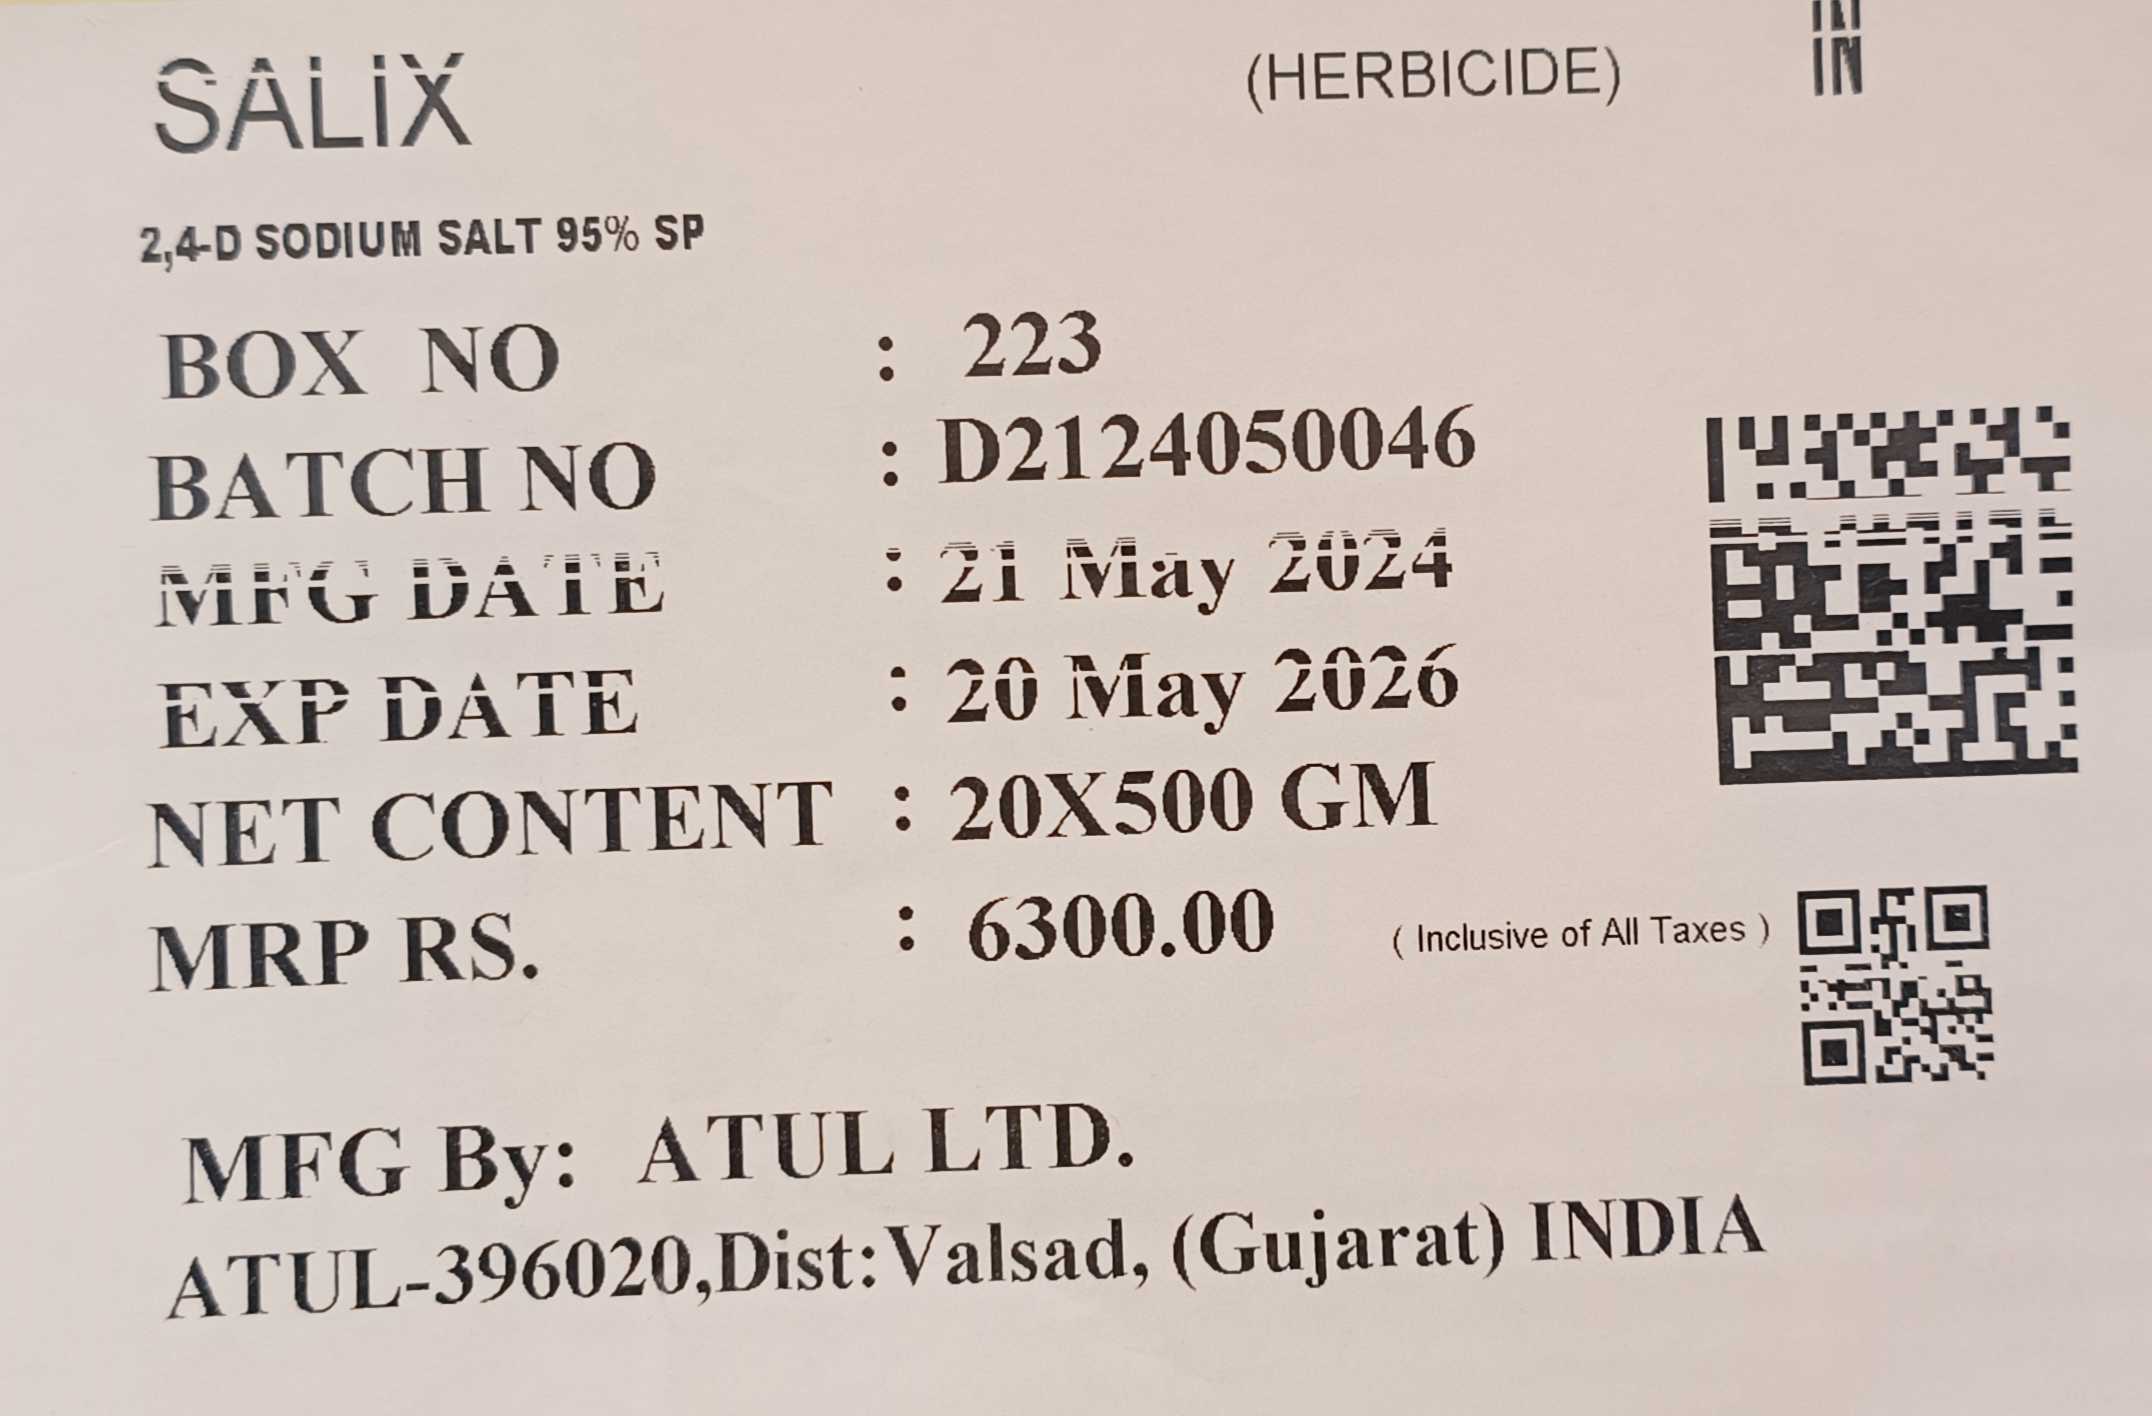 SALIX (HERBICIDE) IN
2,4-D SODIUM SALT 95% SP
BOX NO : 223
BATCH NO : D2124050046
MFG DATE : 21 May 2024
EXP DATE : 20 May 2026
NET CONTENT : 20X500 GM
MRP RS. : 6300.00 ( Inclusive of All Taxes )
MFG By: ATUL LTD.
ATUL-396020,Dist:Valsad, (Gujarat) INDIA